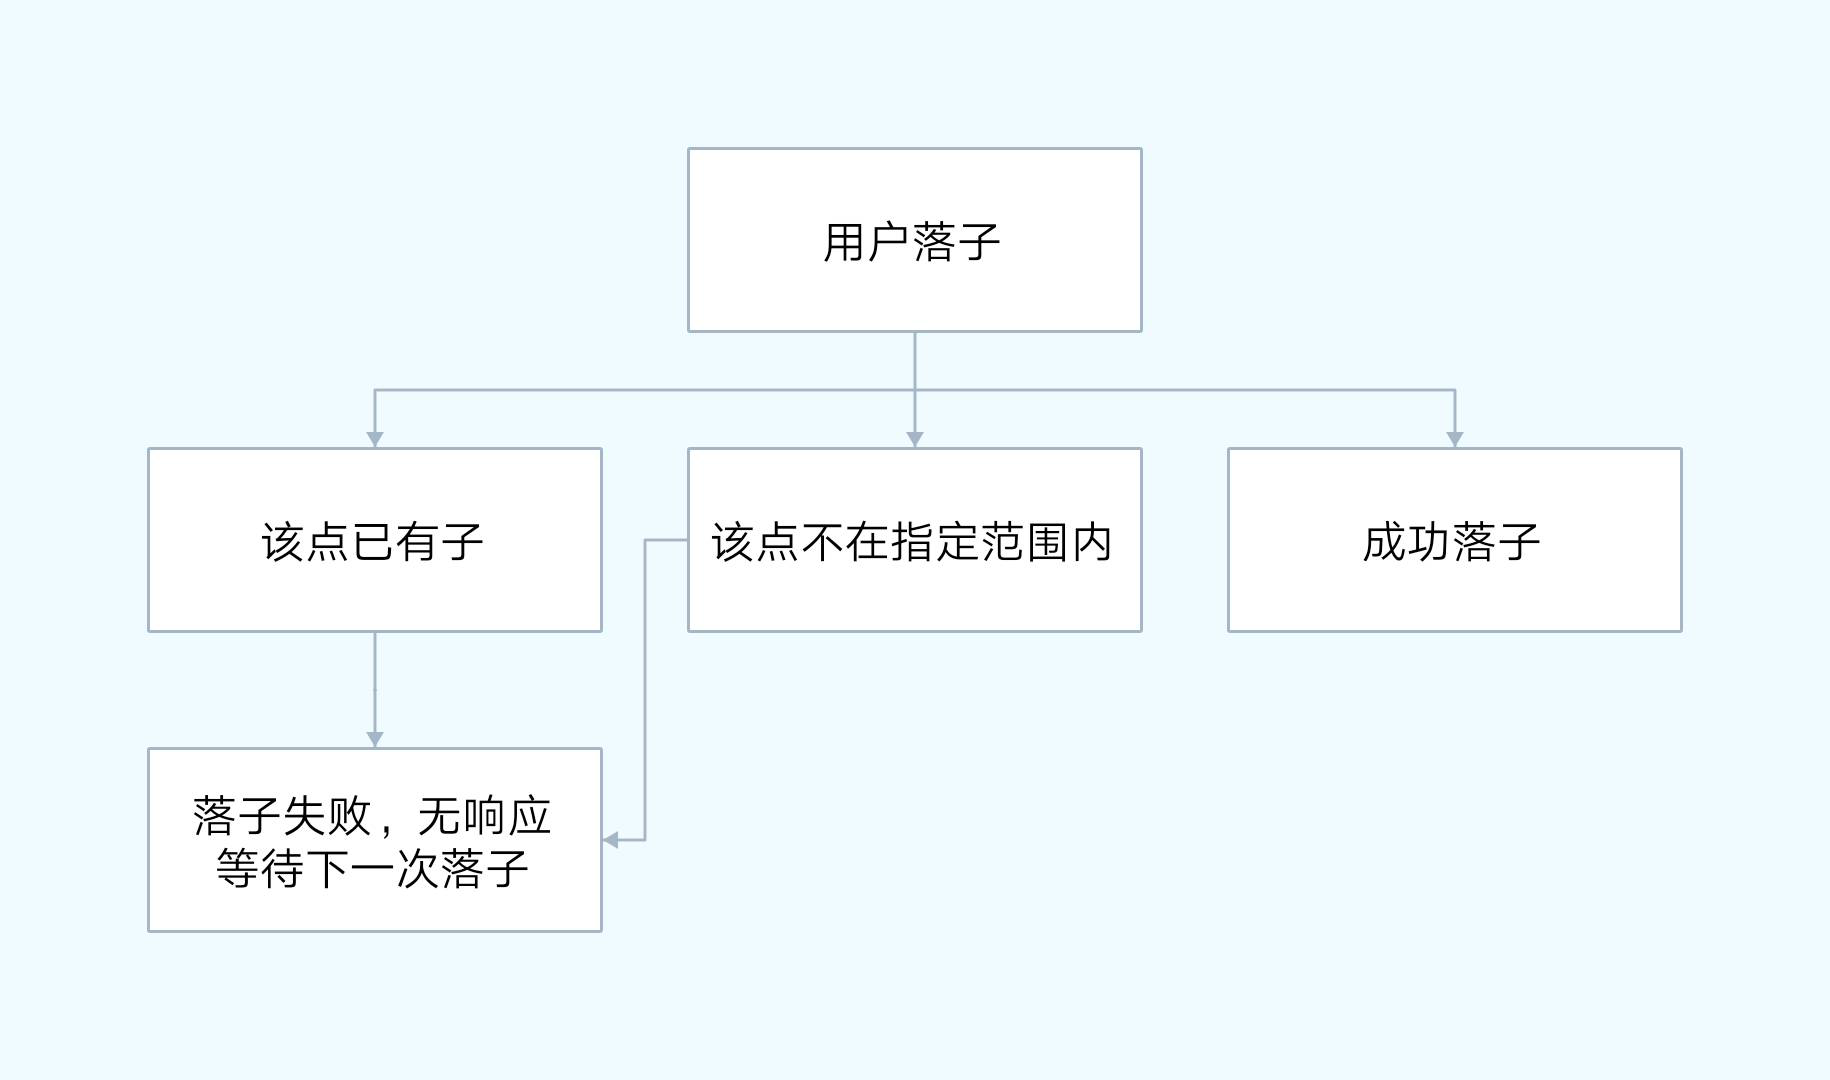 用户落子
该点已有子
该点不在指定范围内
成功落子
落子失败，无响应
等待下一次落子